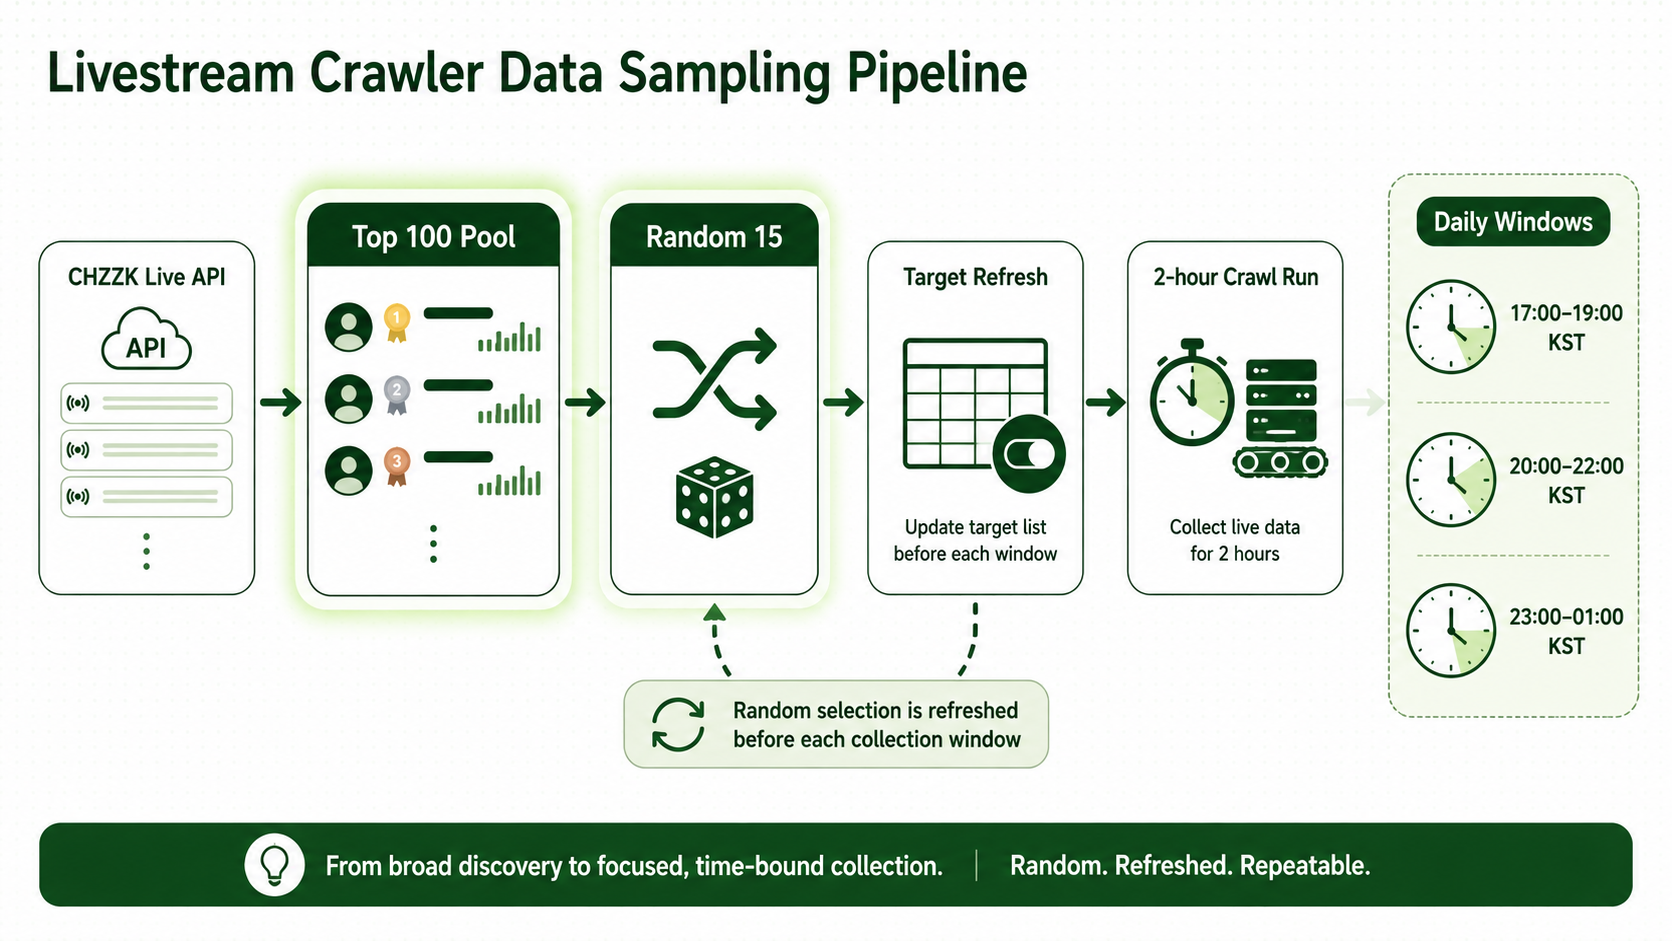 Livestream Crawler Data Sampling Pipeline
CHZZK Live API
API
Top 100 Pool
1
2
3
Random 15
Target Refresh
Update target list
before each window
2-hour Crawl Run
Collect live data
for 2 hours
Daily Windows
17:00–19:00
KST
20:00–22:00
KST
23:00–01:00
KST
Random selection is refreshed
before each collection window
From broad discovery to focused, time-bound collection.
Random. Refreshed. Repeatable.